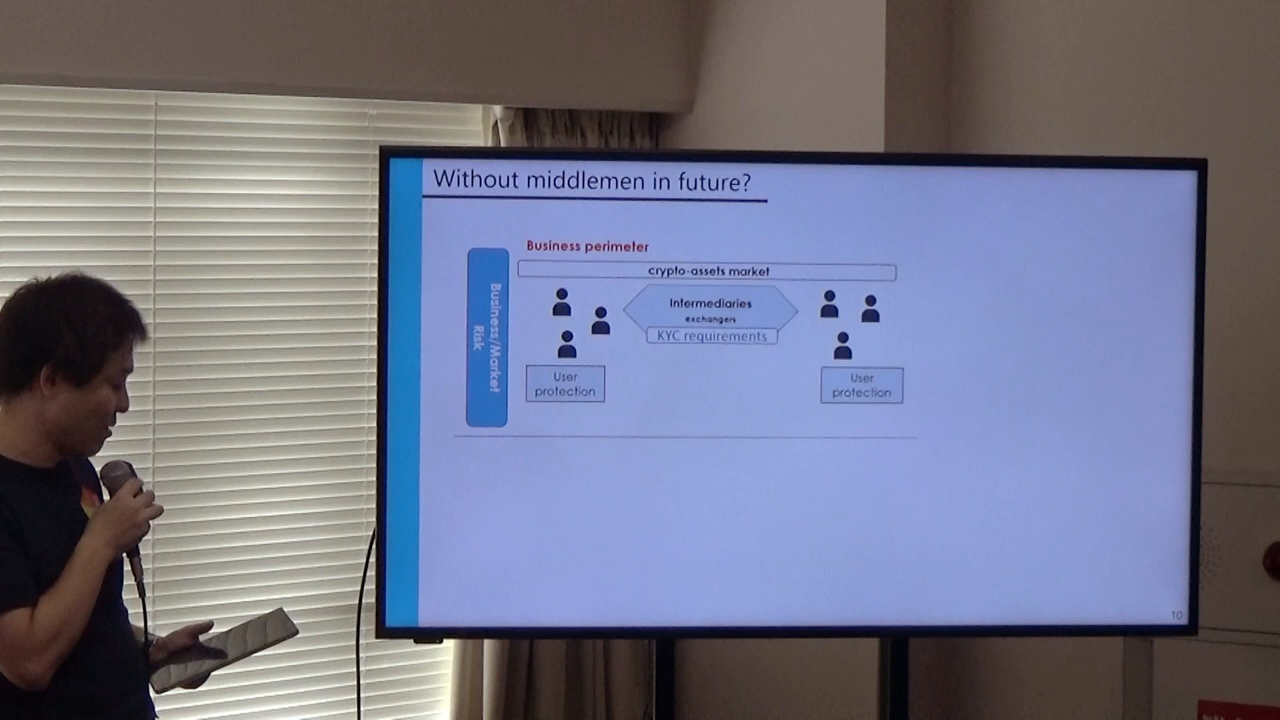 Without middlemen in future?
Business perimeter
crypto-assets market
Business/Market
Risk
Intermediaries
exchangers
KYC requirements
User
protection
User
protection
10